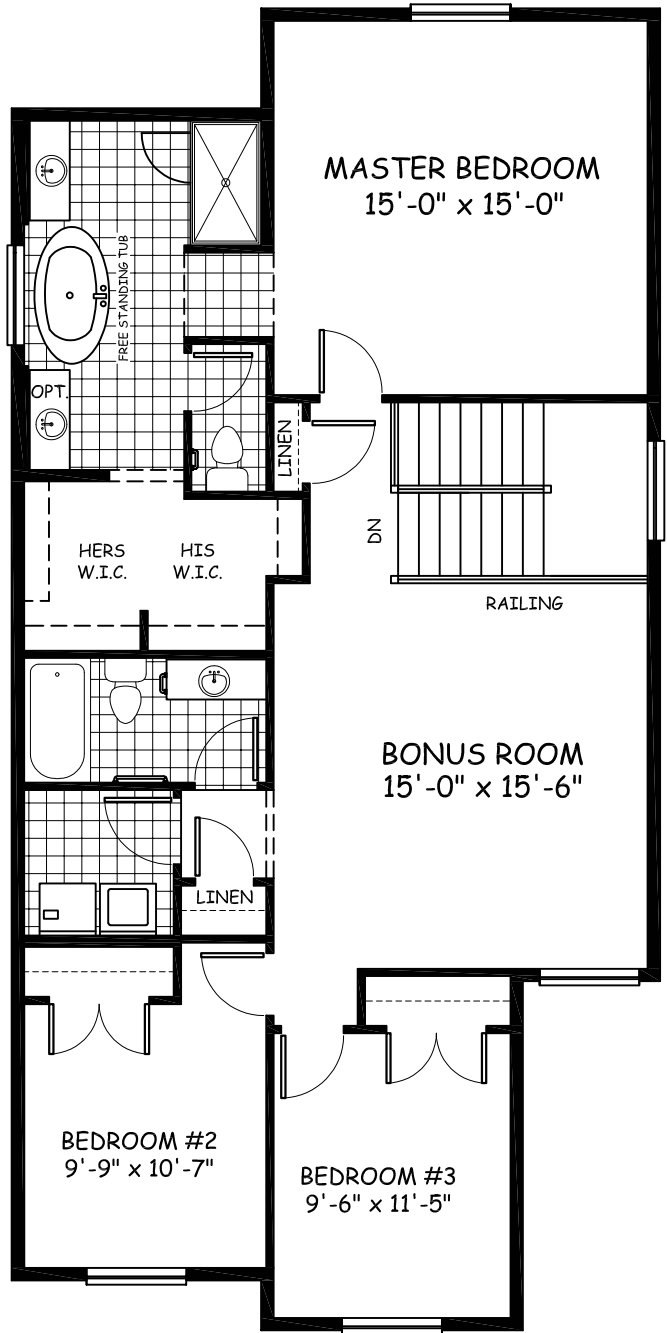 MASTER BEDROOM
15'-0" x 15'-0"
FREE STANDING TUB
OPT.
LINEN
HERS
W.I.C.
HIS
W.I.C.
DN
RAILING
BONUS ROOM
15'-0" x 15'-6"
LINEN
BEDROOM #2
9'-9" x 10'-7"
BEDROOM #3
9'-6" x 11'-5"